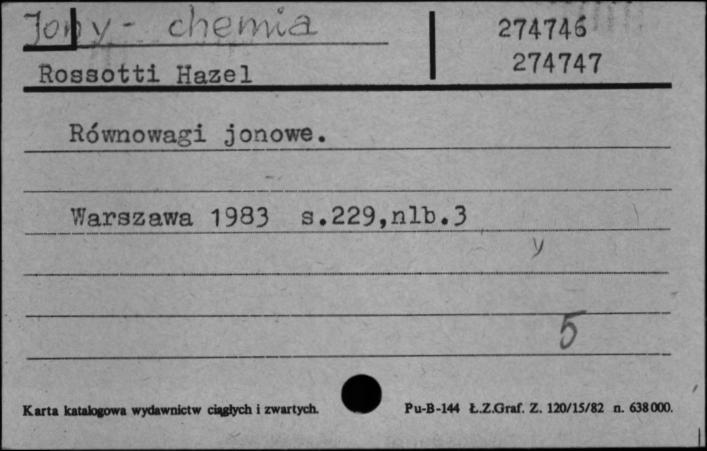 Jony - chemia 274746
Rossotti Hazel 274747
Równowagi jonowe.
Warszawa 1983 s.229,nlb.3
y
5
Karta katalogowa wydawnictw ciągłych i zwartych. Pu-B-144 Ł.Z.Graf. Z. 120/15/82 n. 638000.